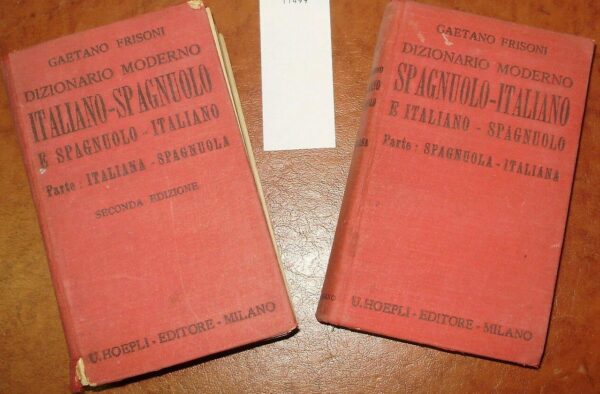 11499
GAETANO FRISONI
DIZIONARIO MODERNO
ITALIANO-SPAGNUOLO
E SPAGNUOLO - ITALIANO
Parte: ITALIANA - SPAGNUOLA
SECONDA EDIZIONE
U. HOEPLI - EDITORE - MILANO
GAETANO FRISONI
DIZIONARIO MODERNO
SPAGNUOLO-ITALIANO
E ITALIANO - SPAGNUOLO
Parte: SPAGNUOLA - ITALIANA
U. HOEPLI - EDITORE - MILANO